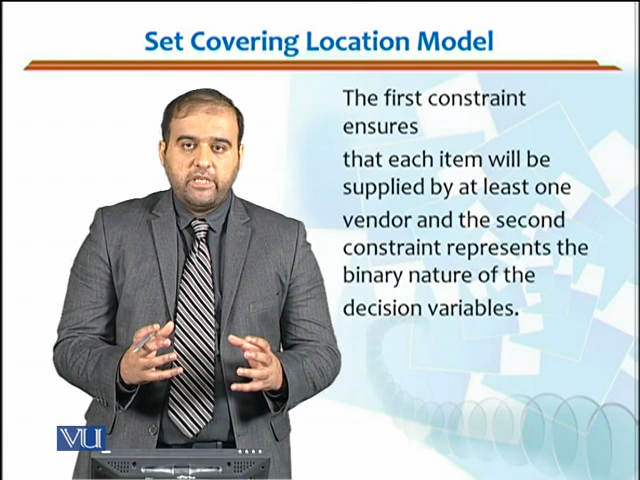 Set Covering Location Model
The first constraint
ensures
that each item will be
supplied by at least one
vendor and the second
constraint represents the
binary nature of the
decision variables.
VU